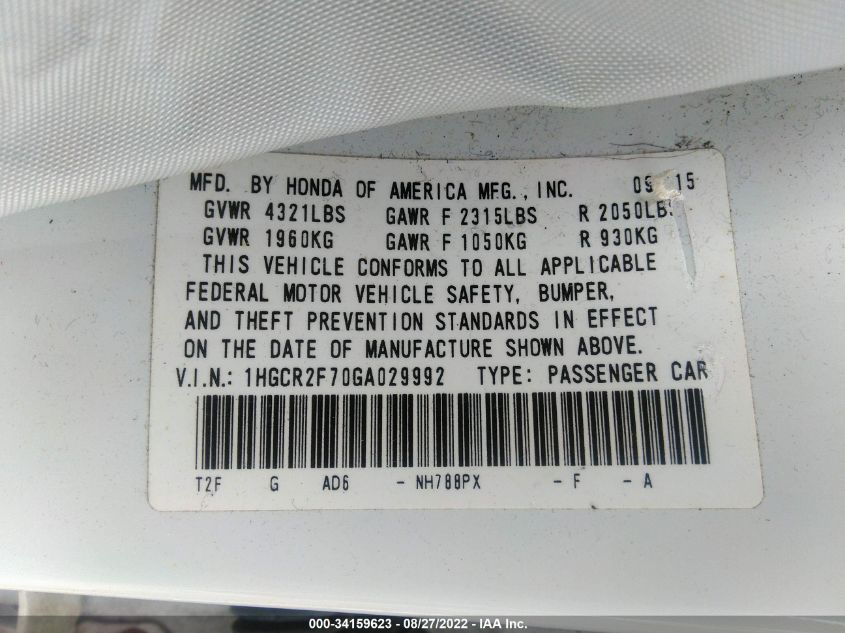 MFD. BY HONDA OF AMERICA MFG., INC. 09 15
GVWR 4321LBS GAWR F 2315LBS R 2050LBS
GVWR 1960KG GAWR F 1050KG R 930KG
THIS VEHICLE CONFORMS TO ALL APPLICABLE
FEDERAL MOTOR VEHICLE SAFETY, BUMPER,
AND THEFT PREVENTION STANDARDS IN EFFECT
ON THE DATE OF MANUFACTURE SHOWN ABOVE.
V.I.N.: 1HGCR2F70GA029992 TYPE: PASSENGER CAR
T2F G AD6 - NH788PX - F - A
000-34159623 - 08/27/2022 - IAA Inc.